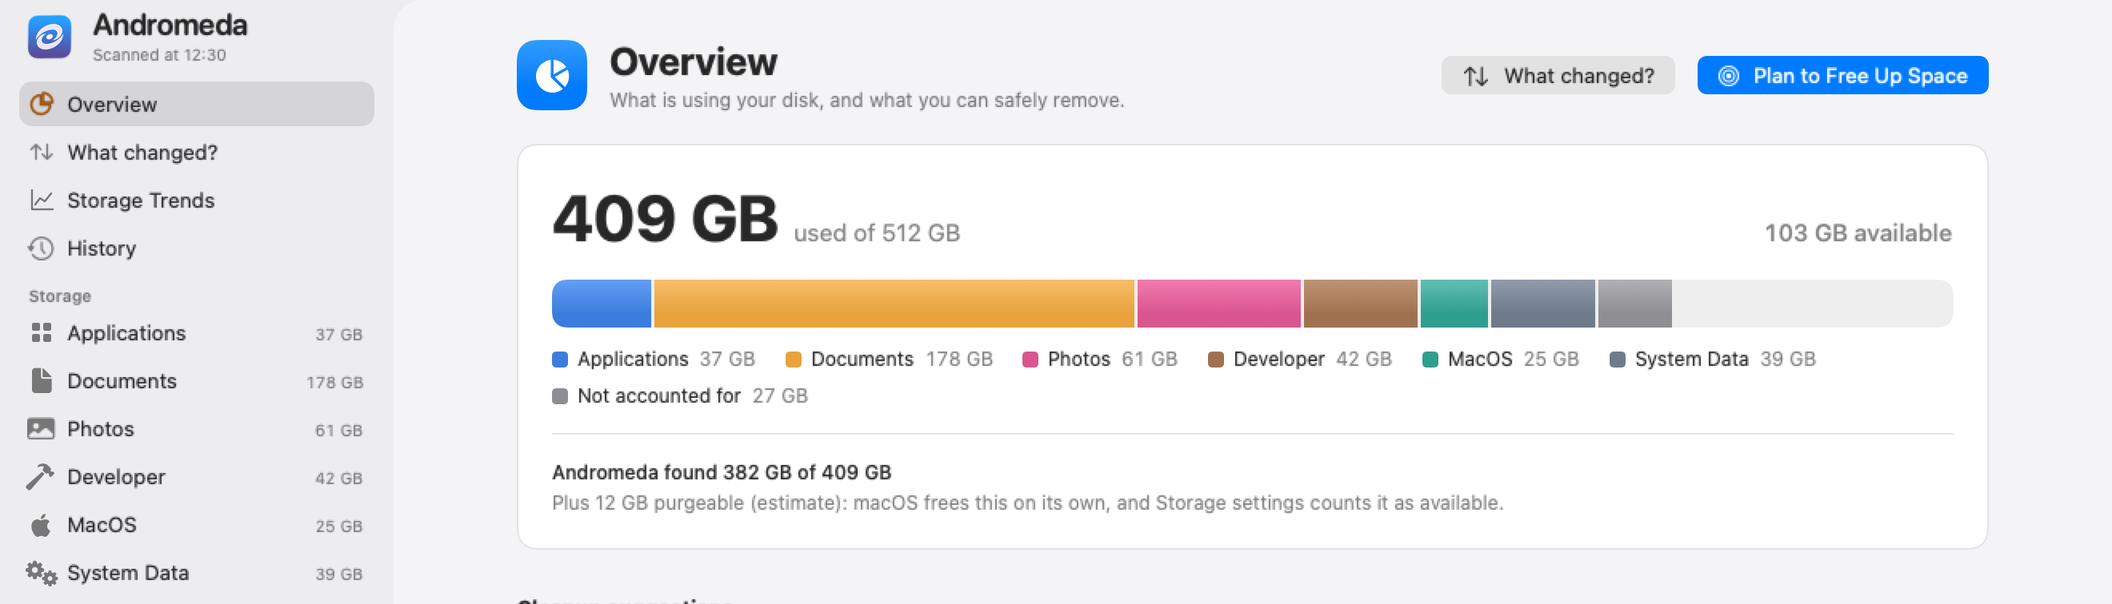 Andromeda
Scanned at 12:30
Overview
What changed?
Storage Trends
History
Storage
Applications 37 GB
Documents 178 GB
Photos 61 GB
Developer 42 GB
MacOS 25 GB
System Data 39 GB
Overview
What is using your disk, and what you can safely remove.
What changed?
Plan to Free Up Space
409 GB used of 512 GB
103 GB available
Applications 37 GB Documents 178 GB Photos 61 GB Developer 42 GB MacOS 25 GB System Data 39 GB
Not accounted for 27 GB
Andromeda found 382 GB of 409 GB
Plus 12 GB purgeable (estimate): macOS frees this on its own, and Storage settings counts it as available.